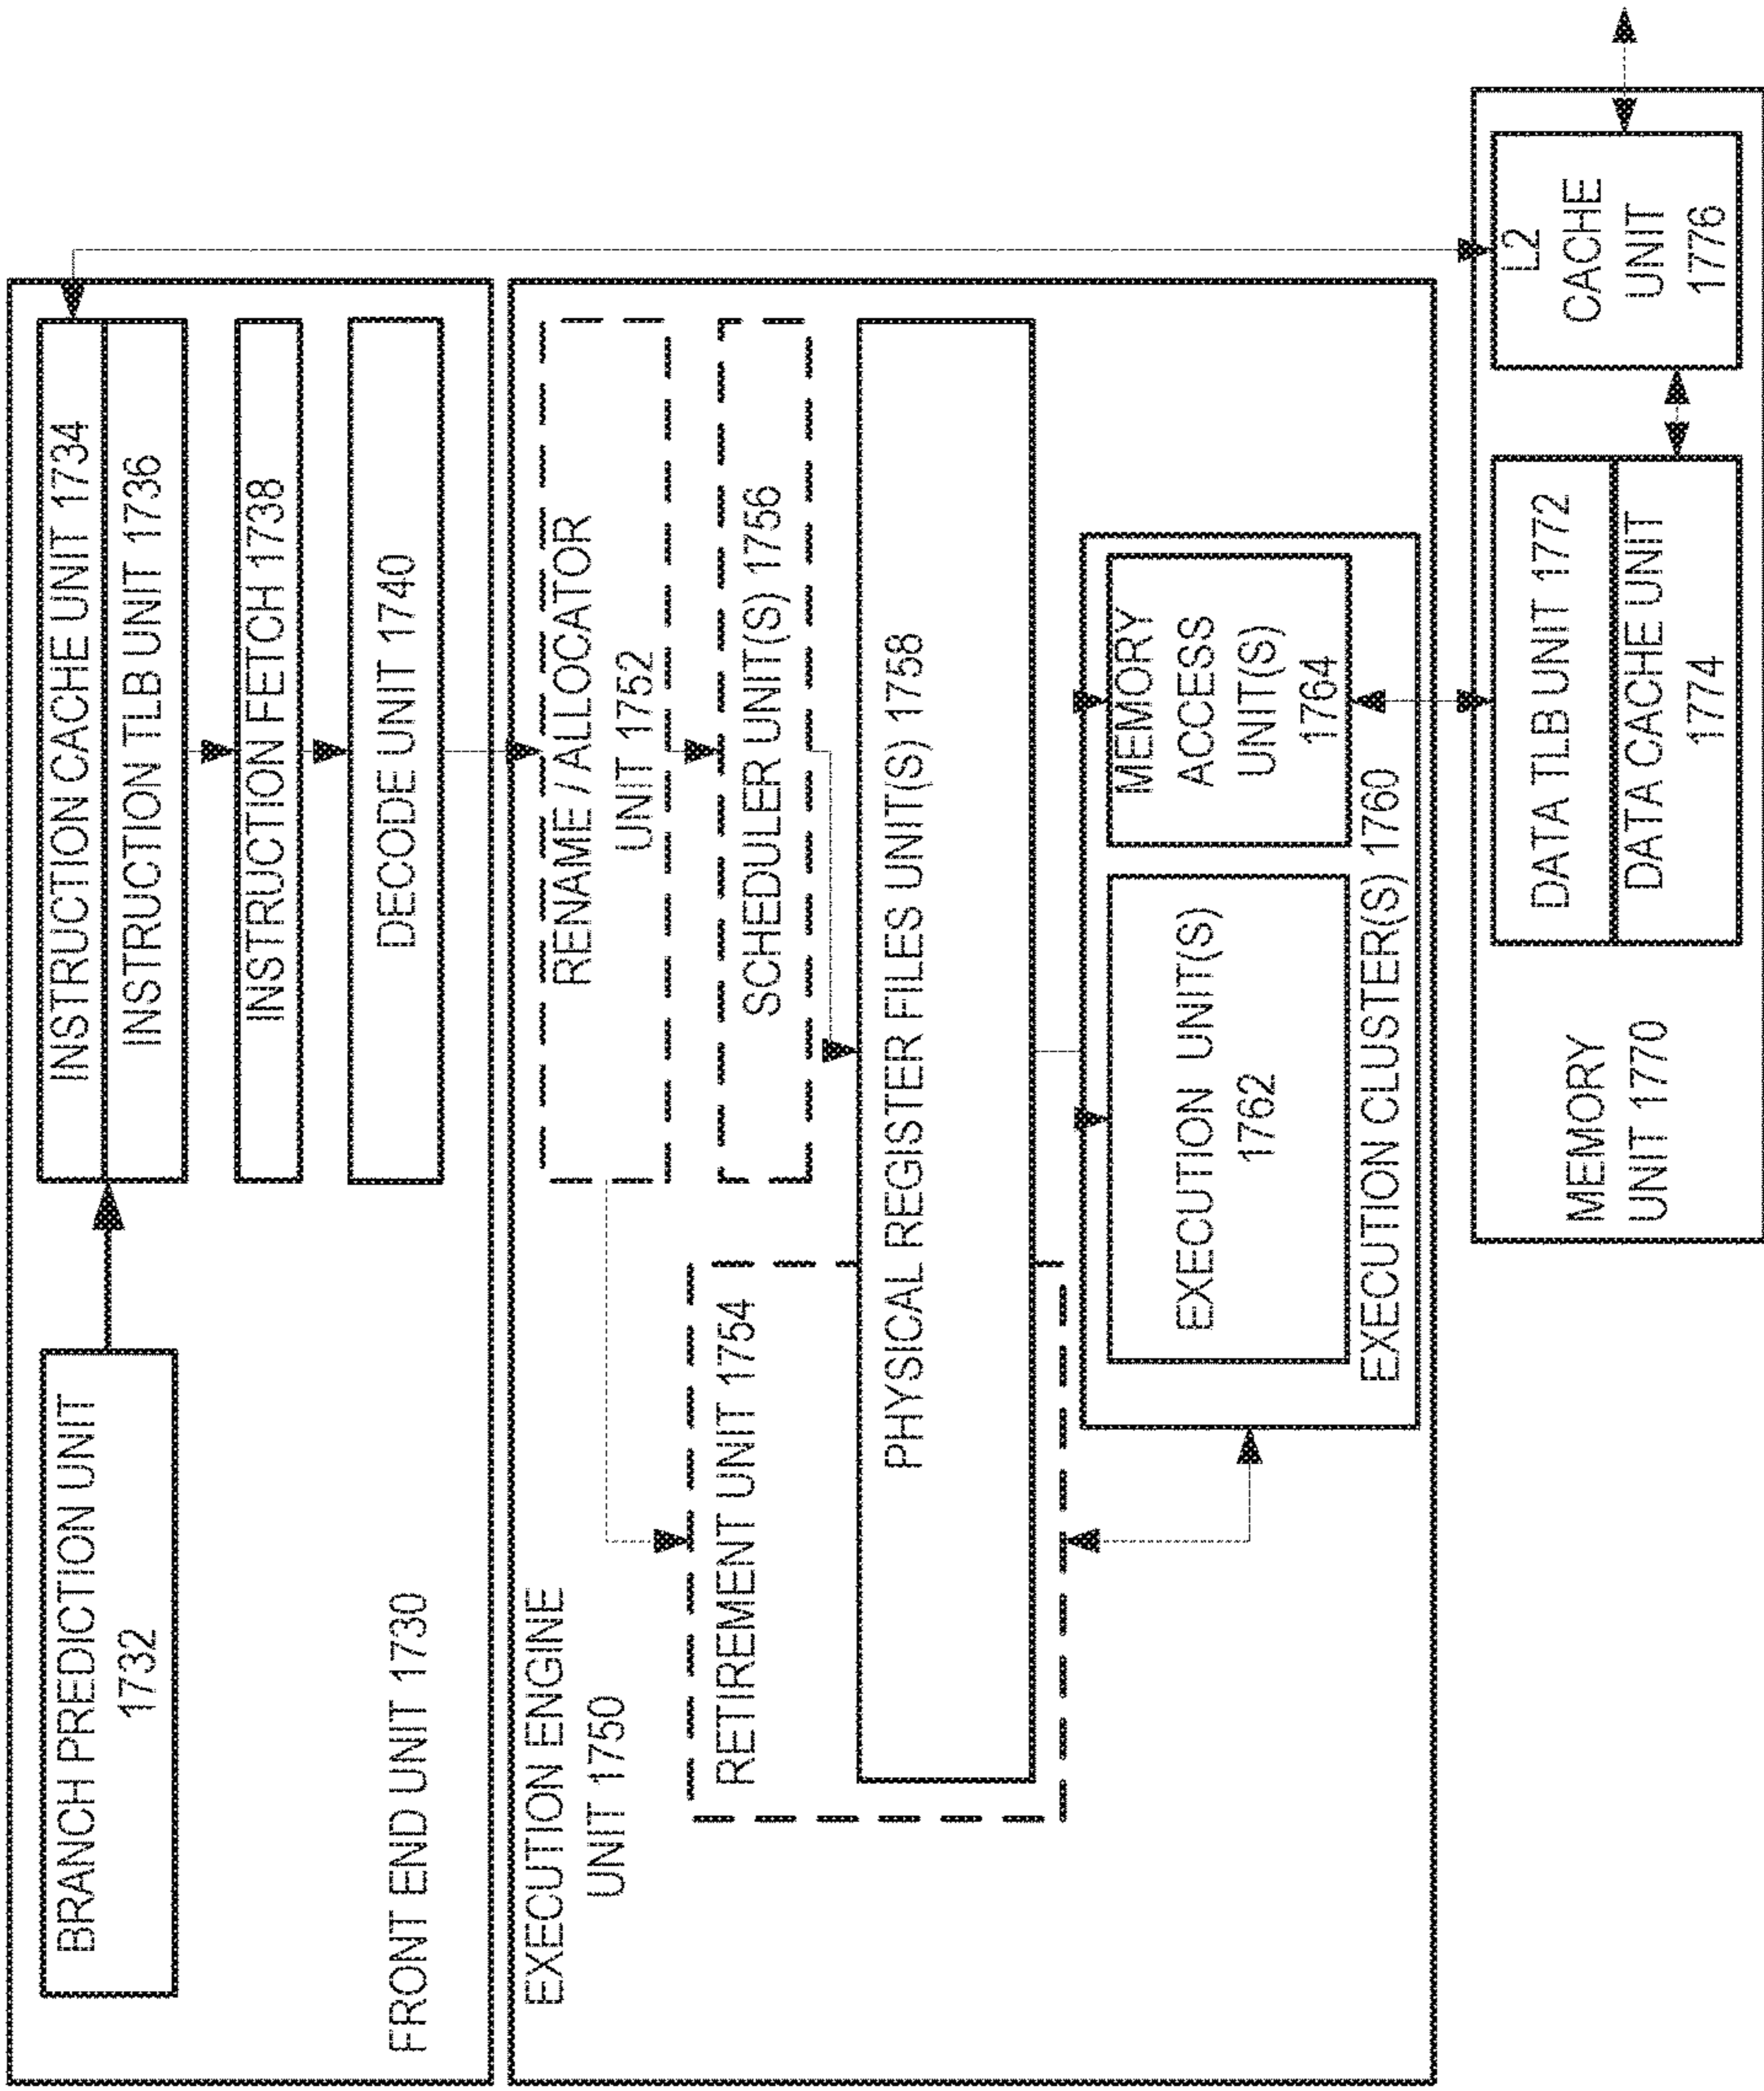 BRANCH PREDICTION UNIT
1732
INSTRUCTION CACHE UNIT 1734
INSTRUCTION TLB UNIT 1736
INSTRUCTION FETCH 1738
DECODE UNIT 1740
FRONT END UNIT 1730
EXECUTION ENGINE
UNIT 1750
RENAME / ALLOCATOR
UNIT 1752
RETIREMENT UNIT 1754
SCHEDULER UNIT(S) 1756
PHYSICAL REGISTER FILES UNIT(S) 1758
EXECUTION UNIT(S)
1762
MEMORY
ACCESS
UNIT(S)
1764
EXECUTION CLUSTER(S) 1760
MEMORY
UNIT 1770
DATA TLB UNIT 1772
DATA CACHE UNIT
1774
L2
CACHE
UNIT
1776